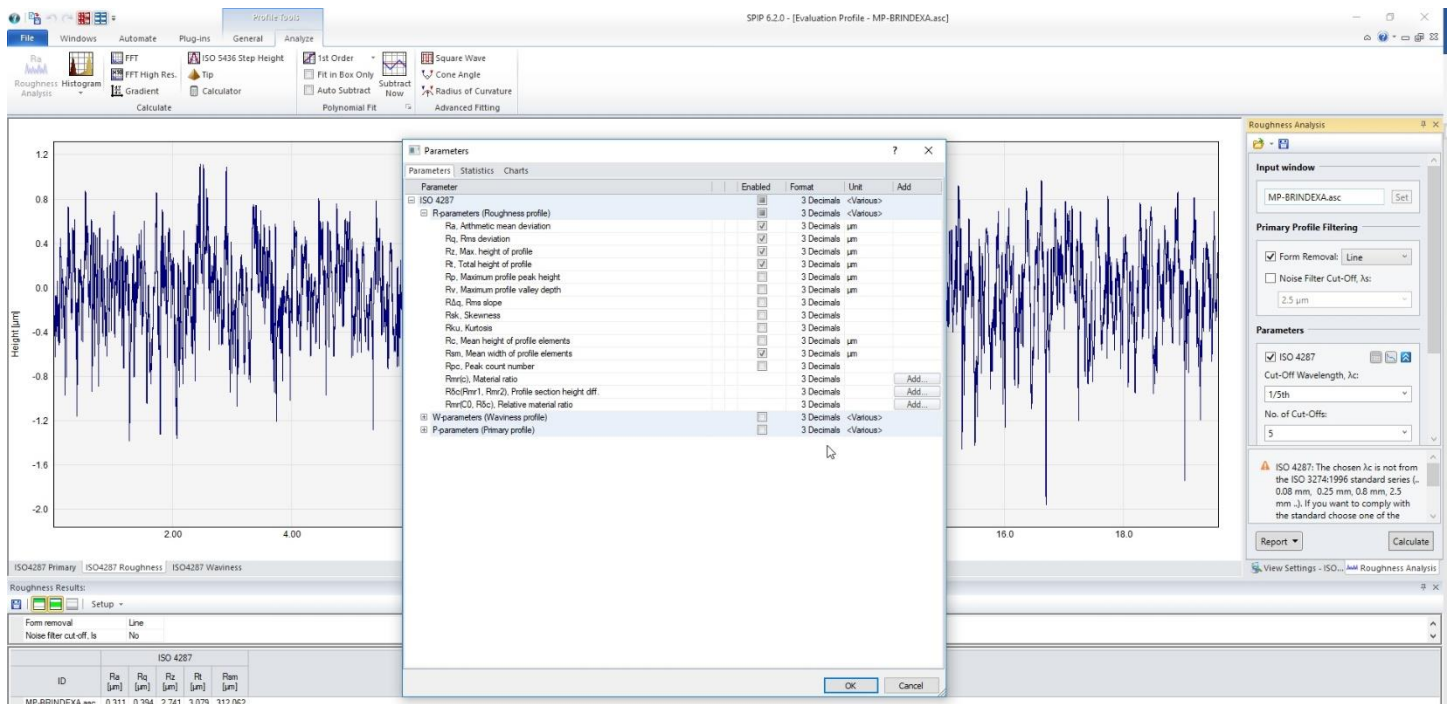 Profile Tools
SPIP 6.2.0 - [Evaluation Profile - MP-BRINDEXA.asc]
File Windows Automate Plug-ins General Analyze
Ra
Roughness Analysis
Histogram
FFT
FFT High Res.
Gradient
ISO 5436 Step Height
Tip
Calculator
Calculate
1st Order
Fit in Box Only
Auto Subtract
Subtract Now
Polynomial Fit
Square Wave
Cone Angle
Radius of Curvature
Advanced Fitting
Height [µm]
1.2
0.8
0.4
0.0
-0.4
-0.8
-1.2
-1.6
-2.0
2.00 4.00 16.0 18.0
ISO4287 Primary ISO4287 Roughness ISO4287 Waviness
Parameters ? X
Parameters Statistics Charts
Parameter Enabled Format Unit Add
ISO 4287 3 Decimals <Various>
R-parameters (Roughness profile) 3 Decimals <Various>
Ra, Arithmetic mean deviation 3 Decimals µm
Rq, Rms deviation 3 Decimals µm
Rz, Max. height of profile 3 Decimals µm
Rt, Total height of profile 3 Decimals µm
Rp, Maximum profile peak height 3 Decimals µm
Rv, Maximum profile valley depth 3 Decimals µm
RΔq, Rms slope 3 Decimals
Rsk, Skewness 3 Decimals
Rku, Kurtosis 3 Decimals
Rc, Mean height of profile elements 3 Decimals µm
Rsm, Mean width of profile elements 3 Decimals µm
Rpc, Peak count number 3 Decimals
Rmr(c), Material ratio 3 Decimals Add...
Rδc(Rmr1, Rmr2), Profile section height diff. 3 Decimals Add...
Rmr(C0, Rδc), Relative material ratio 3 Decimals Add...
W-parameters (Waviness profile) 3 Decimals <Various>
P-parameters (Primary profile) 3 Decimals <Various>
OK Cancel
Roughness Analysis
Input window
MP-BRINDEXA.asc Set
Primary Profile Filtering
Form Removal: Line
Noise Filter Cut-Off, λs:
2.5 µm
Parameters
ISO 4287
Cut-Off Wavelength, λc:
1/5th
No. of Cut-Offs:
5
ISO 4287: The chosen λc is not from
the ISO 3274:1996 standard series (..
0.08 mm, 0.25 mm, 0.8 mm, 2.5
mm ..). If you want to comply with
the standard choose one of the
Report Calculate
View Settings - ISO... Roughness Analysis
Roughness Results:
Setup
Form removal Line
Noise filter cut-off, ls No
ISO 4287
ID Ra [µm] Rq [µm] Rz [µm] Rt [µm] Rsm [µm]
MP-BRINDEXA.asc 0.311 0.394 2.741 3.079 312.062